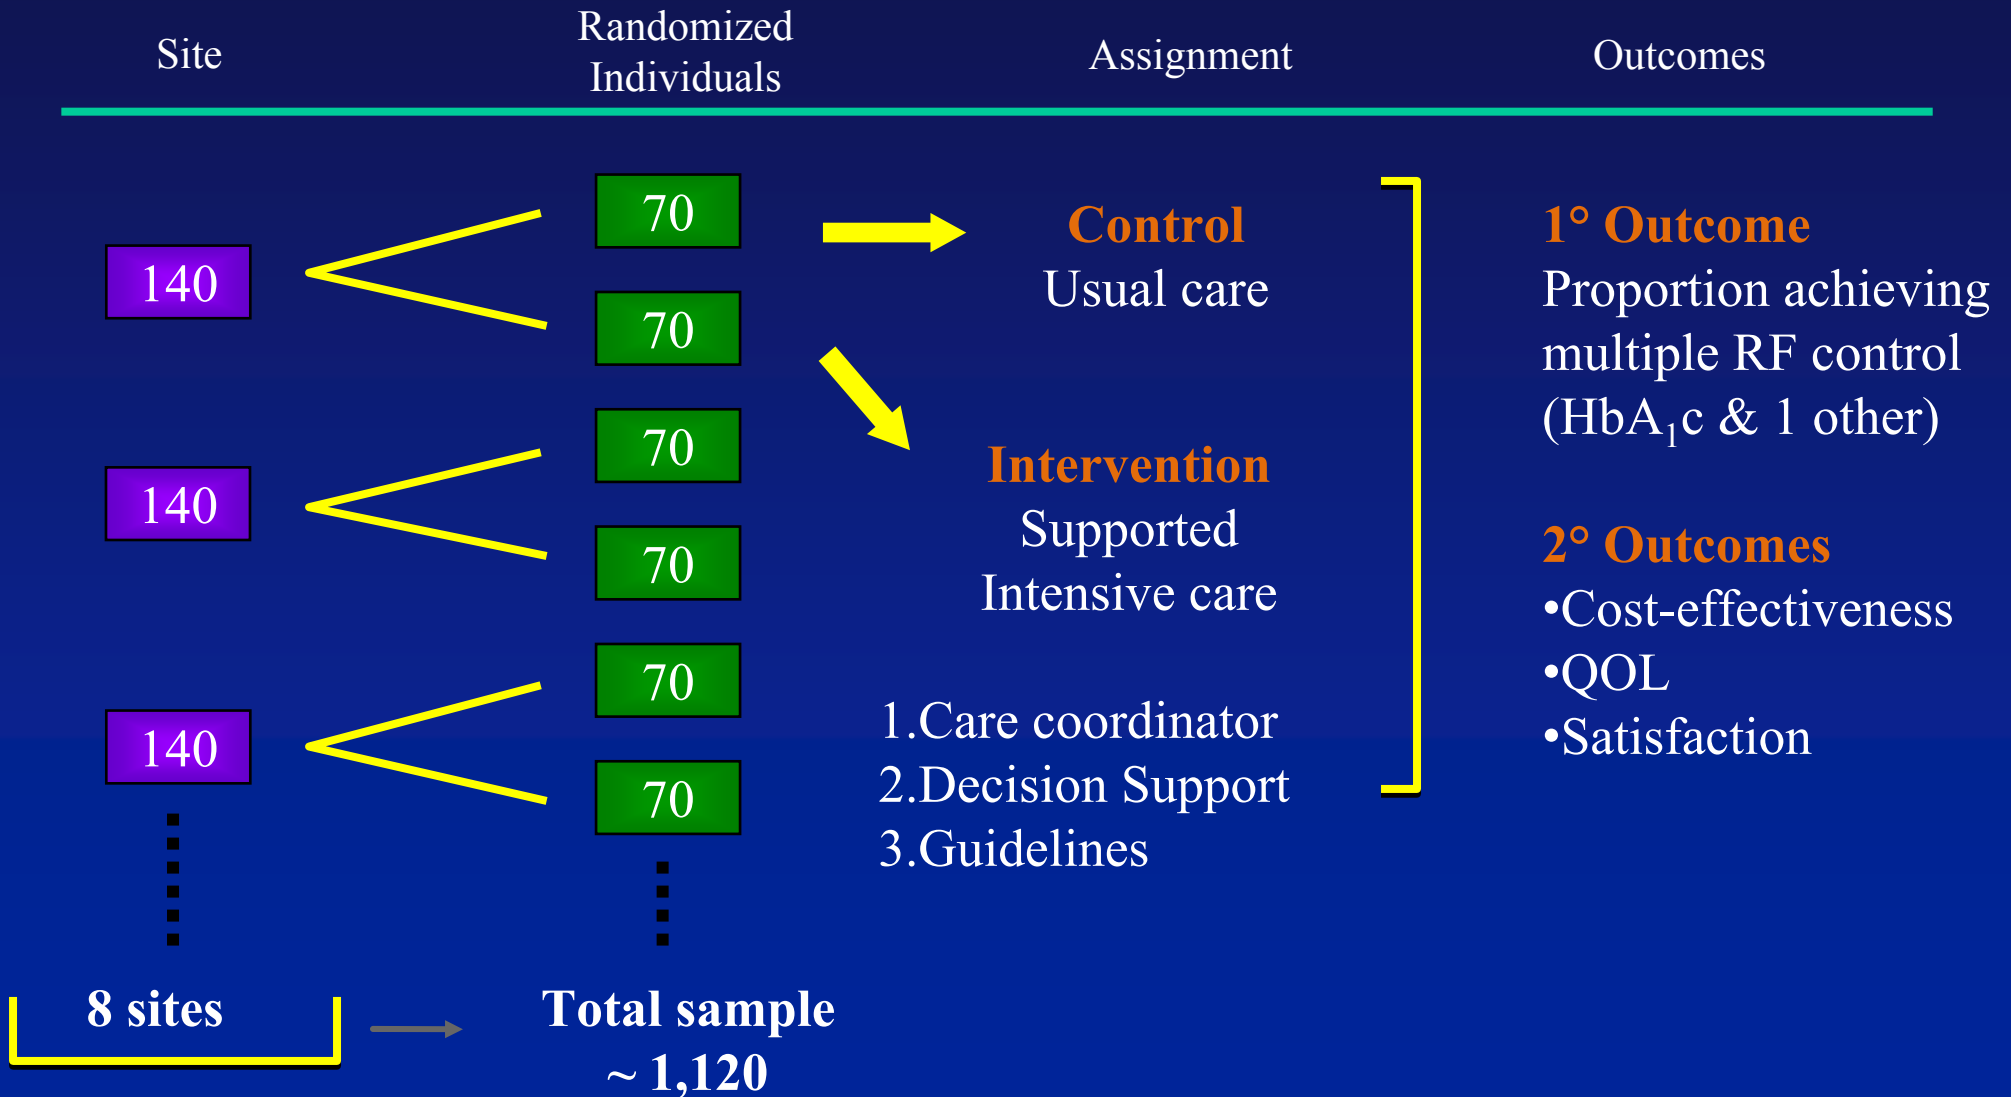 Site
Randomized
Individuals
Assignment
Outcomes
140
140
140
8 sites
70
70
70
70
70
70
Total sample
~ 1,120
Control
Usual care
Intervention
Supported
Intensive care
1.Care coordinator
2.Decision Support
3.Guidelines
1° Outcome
Proportion achieving
multiple RF control
(HbA₁c & 1 other)
2° Outcomes
•Cost-effectiveness
•QOL
•Satisfaction